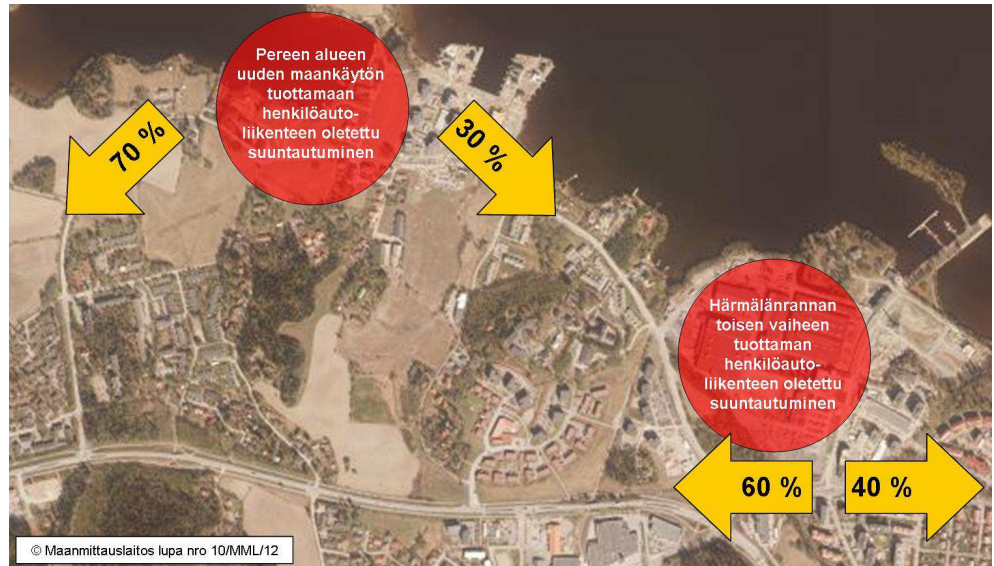 Pereen alueen
uuden maankäytön
tuottamaan
henkilöauto-
liikenteen oletettu
suuntautuminen
70 %
30 %
Härmälänrannan
toisen vaiheen
tuottaman
henkilöauto-
liikenteen oletettu
suuntautuminen
60 %
40 %
© Maanmittauslaitos lupa nro 10/MML/12